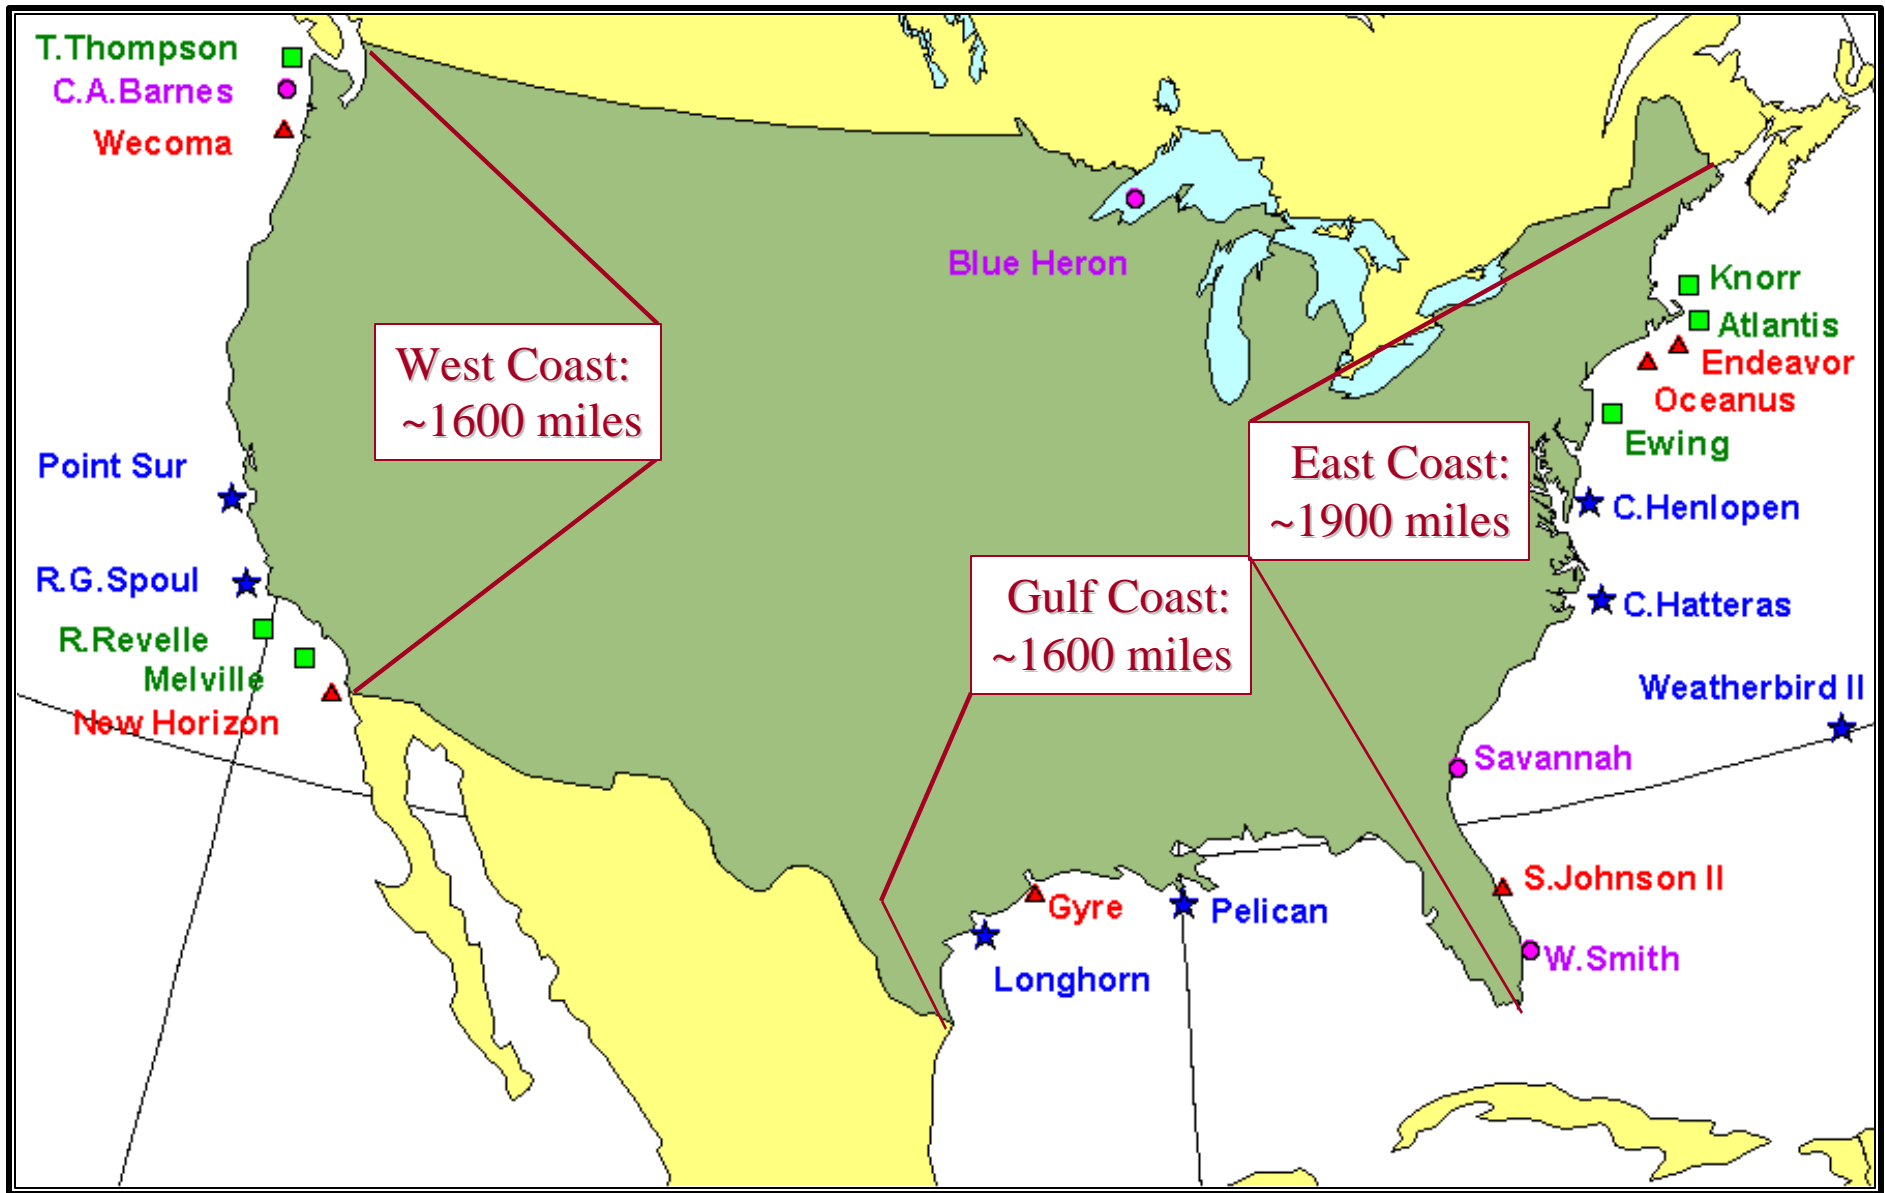 T.Thompson
C.A.Barnes
Wecoma
Blue Heron
Knorr
Atlantis
Endeavor
Oceanus
Ewing
West Coast:
~1600 miles
East Coast:
~1900 miles
Gulf Coast:
~1600 miles
Point Sur
R.G.Spoul
R.Revelle
Melville
New Horizon
C.Henlopen
C.Hatteras
Weatherbird II
Savannah
S.Johnson II
W.Smith
Gyre
Pelican
Longhorn